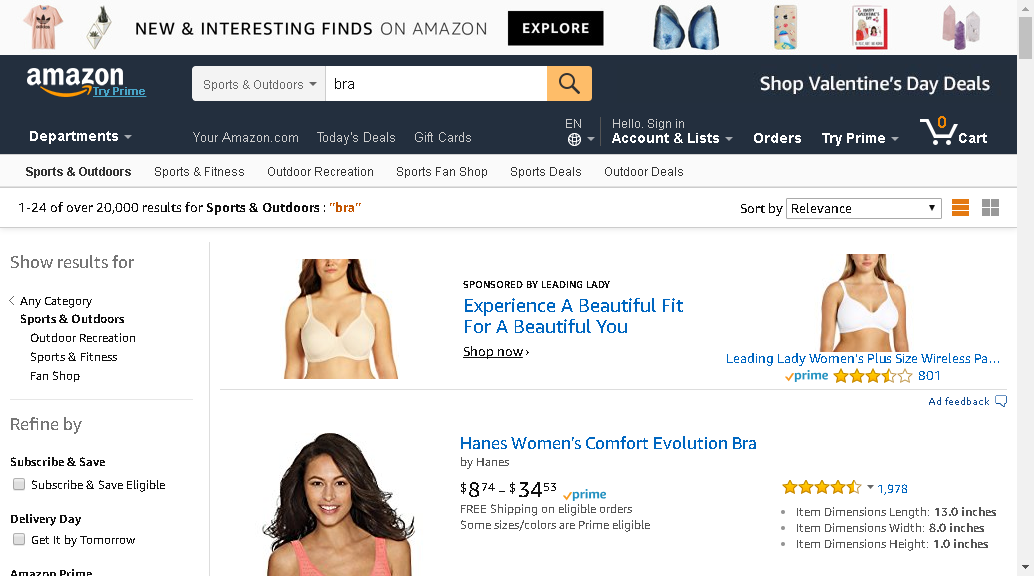 NEW & INTERESTING FINDS ON AMAZON
EXPLORE
amazon
Try Prime
Sports & Outdoors
bra
Shop Valentine's Day Deals
Departments
Your Amazon.com
Today's Deals
Gift Cards
EN
Hello. Sign in
Account & Lists
Orders
Try Prime
0
Cart
Sports & Outdoors
Sports & Fitness
Outdoor Recreation
Sports Fan Shop
Sports Deals
Outdoor Deals
1-24 of over 20,000 results for Sports & Outdoors : "bra"
Sort by
Relevance
Show results for
Any Category
Sports & Outdoors
Outdoor Recreation
Sports & Fitness
Fan Shop
Refine by
Subscribe & Save
Subscribe & Save Eligible
Delivery Day
Get It by Tomorrow
Amazon Prime
SPONSORED BY LEADING LADY
Experience A Beautiful Fit
For A Beautiful You
Shop now ›
Leading Lady Women's Plus Size Wireless Pa...
prime
801
Ad feedback
Hanes Women's Comfort Evolution Bra
by Hanes
$8 74 - $34 53 prime
FREE Shipping on eligible orders
Some sizes/colors are Prime eligible
1,978
Item Dimensions Length: 13.0 inches
Item Dimensions Width: 8.0 inches
Item Dimensions Height: 1.0 inches